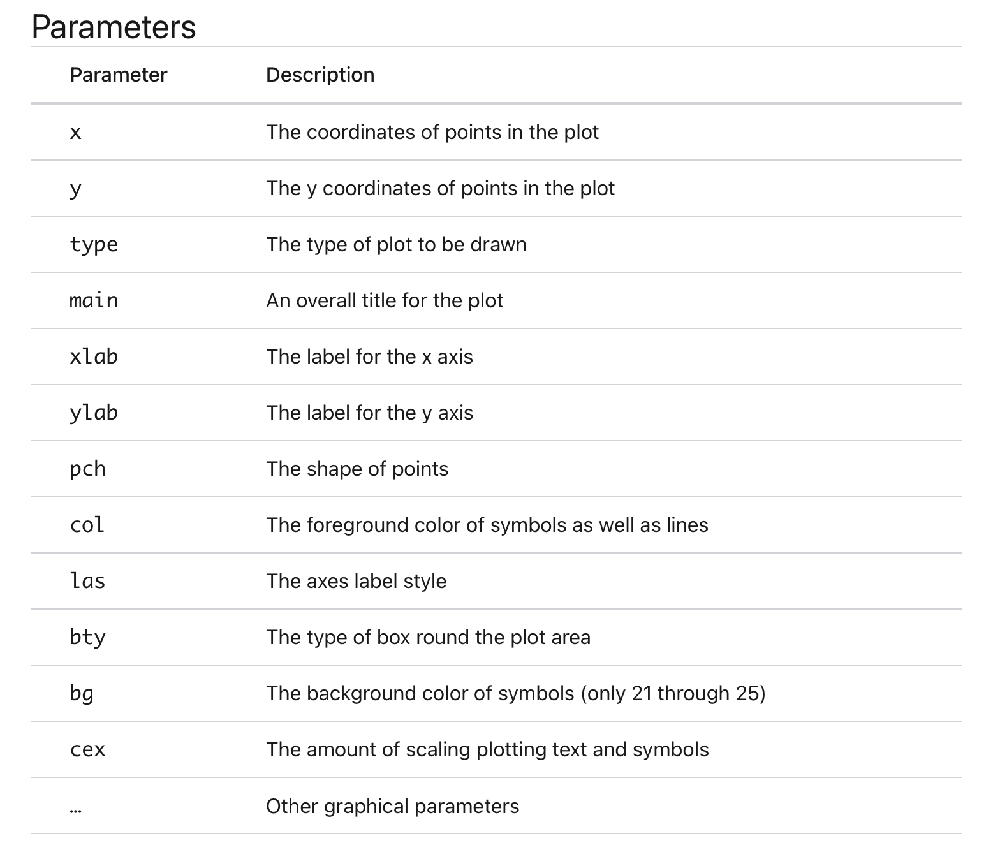 Parameters
Parameter Description
x The coordinates of points in the plot
y The y coordinates of points in the plot
type The type of plot to be drawn
main An overall title for the plot
xlab The label for the x axis
ylab The label for the y axis
pch The shape of points
col The foreground color of symbols as well as lines
las The axes label style
bty The type of box round the plot area
bg The background color of symbols (only 21 through 25)
cex The amount of scaling plotting text and symbols
… Other graphical parameters